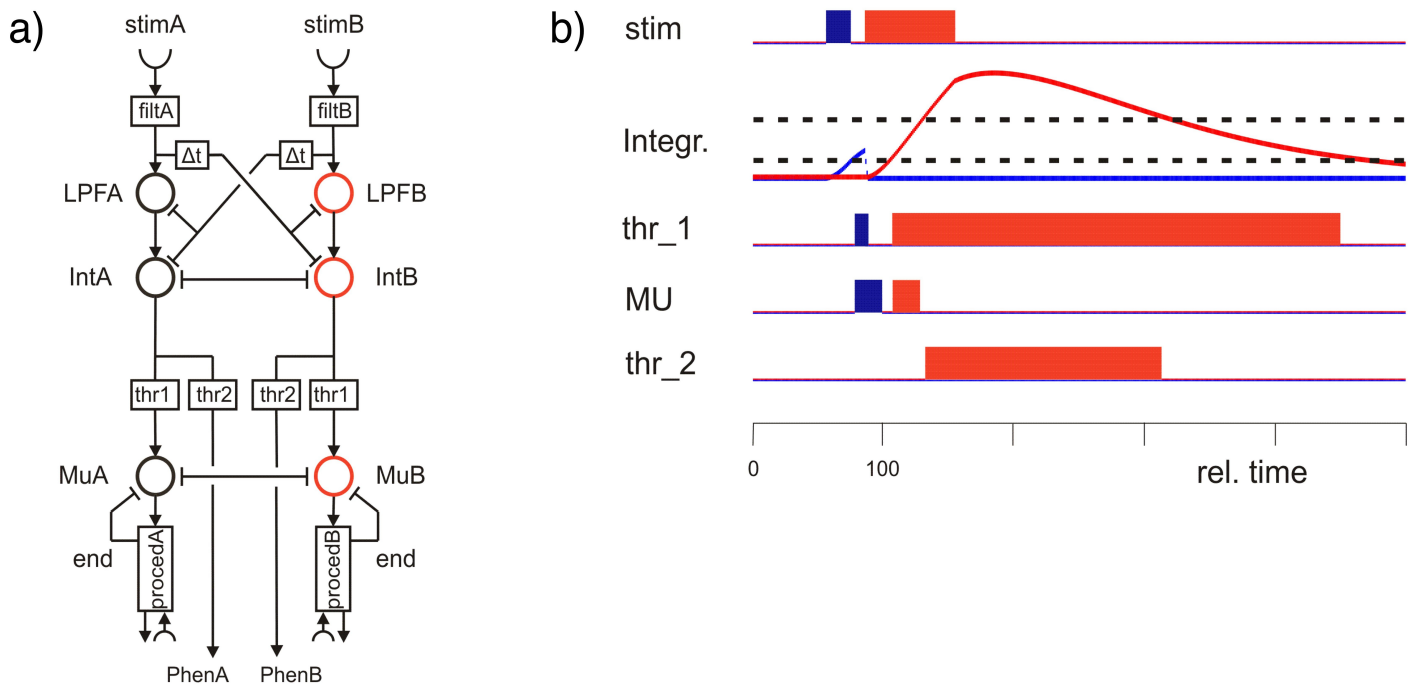 a)
stimA stimB
filtA filtB
Δt Δt
LPFA LPFB
IntA IntB
thr1 thr2 thr2 thr1
MuA MuB
procedA procedB
end end
PhenA PhenB
b)
stim
Integr.
thr_1
MU
thr_2
0 100 rel. time